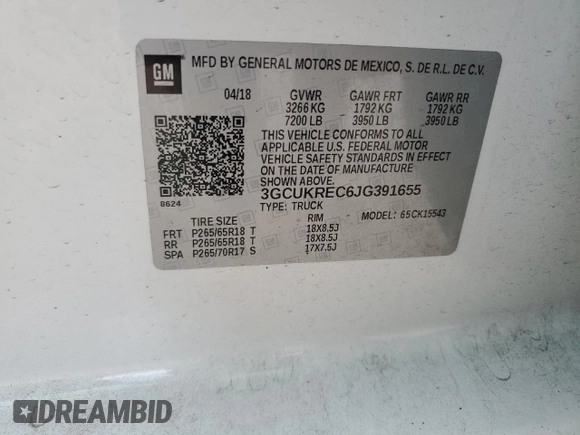 GM
MFD BY GENERAL MOTORS DE MEXICO, S. DE R.L. DE C.V.
04/18 GVWR GAWR FRT GAWR RR
3266 KG 1792 KG 1792 KG
7200 LB 3950 LB 3950 LB
THIS VEHICLE CONFORMS TO ALL
APPLICABLE U.S. FEDERAL MOTOR
VEHICLE SAFETY STANDARDS IN EFFECT
ON THE DATE OF MANUFACTURE
SHOWN ABOVE.
8624 3GCUKREC6JG391655
TYPE: TRUCK MODEL: 65CK15543
TIRE SIZE RIM
FRT P265/65R18 T 18X8.5J
RR P265/65R18 T 18X8.5J
SPA P265/70R17 S 17X7.5J
DREAMBID